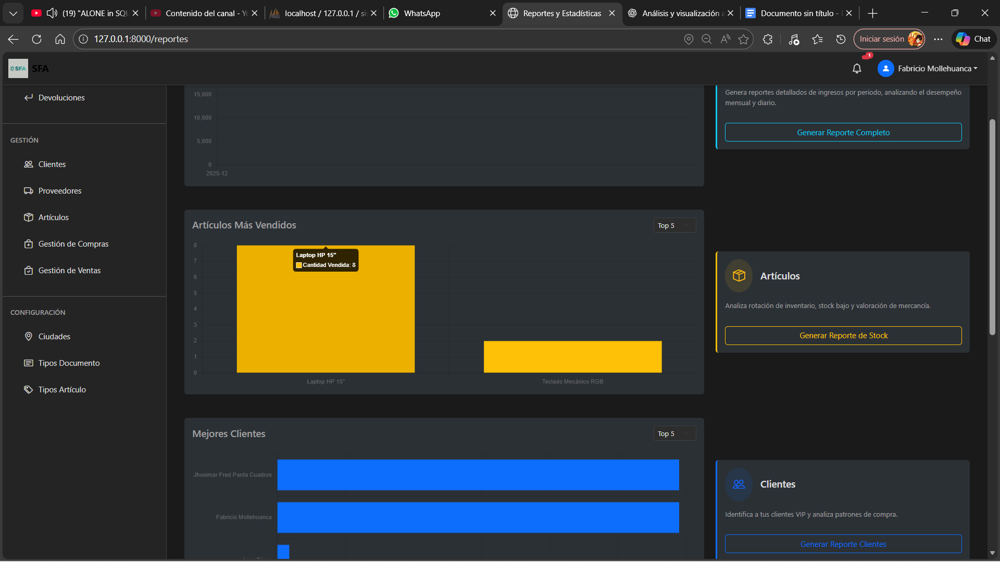 (19) "ALONE in SQU
Contenido del canal - Yo
localhost / 127.0.0.1 / sis
WhatsApp
Reportes y Estadísticas
Análisis y visualización a
Documento sin título -
127.0.0.1:8000/reportes
Iniciar sesión
Chat
SFA
SFA
1
Fabricio Mollehuanca
Devoluciones
GESTIÓN
Clientes
Proveedores
Artículos
Gestión de Compras
Gestión de Ventas
CONFIGURACIÓN
Ciudades
Tipos Documento
Tipos Artículo
15,000
10,000
5,000
0
2025-12
Genera reportes detallados de ingresos por periodo, analizando el desempeño
mensual y diario.
Generar Reporte Completo
Artículos Más Vendidos
Top 5
8
7
6
5
4
3
2
1
0
Laptop HP 15"
Cantidad Vendida: 8
Laptop HP 15"
Teclado Mecánico RGB
Artículos
Analiza rotación de inventario, stock bajo y valoración de mercancía.
Generar Reporte de Stock
Mejores Clientes
Top 5
Jhosimar Fred Panta Cuadros
Fabricio Mollehuanca
Clientes
Identifica a tus clientes VIP y analiza patrones de compra.
Generar Reporte Clientes